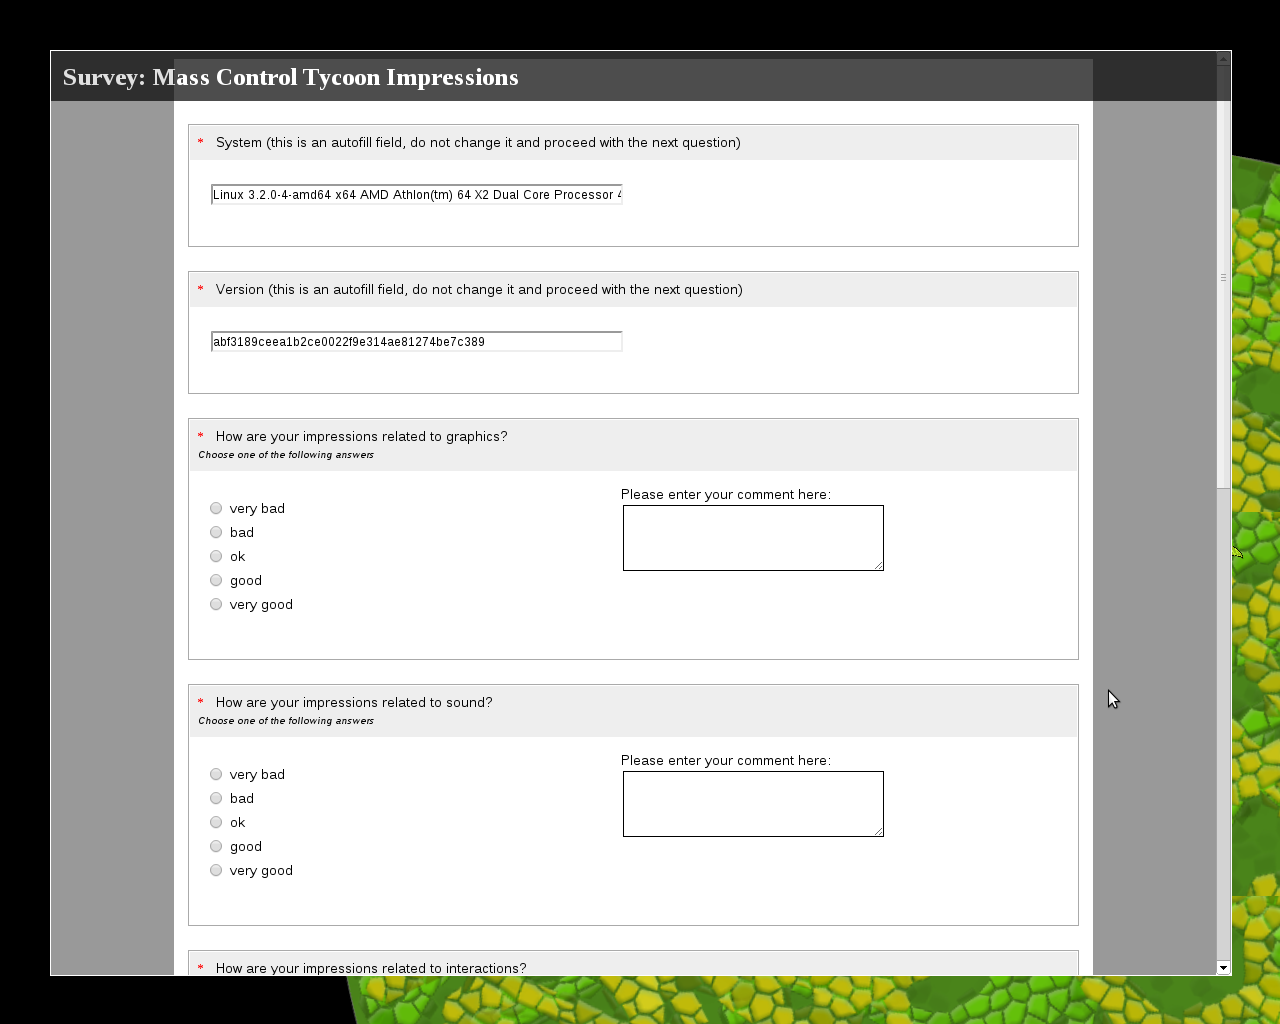 Survey: Mass Control Tycoon Impressions
* System (this is an autofill field, do not change it and proceed with the next question)
Linux 3.2.0-4-amd64 x64 AMD Athlon(tm) 64 X2 Dual Core Processor 4
* Version (this is an autofill field, do not change it and proceed with the next question)
abf3189ceea1b2ce0022f9e314ae81274be7c389
* How are your impressions related to graphics?
Choose one of the following answers
Please enter your comment here:
very bad
bad
ok
good
very good
* How are your impressions related to sound?
Choose one of the following answers
Please enter your comment here:
very bad
bad
ok
good
very good
* How are your impressions related to interactions?